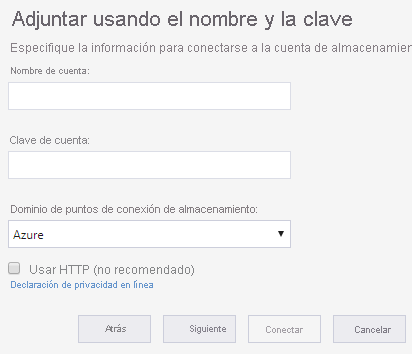 Adjuntar usando el nombre y la clave
Especifique la información para conectarse a la cuenta de almacenamien
Nombre de cuenta:
Clave de cuenta:
Dominio de puntos de conexión de almacenamiento:
Azure
Usar HTTP (no recomendado)
Declaración de privacidad en línea
Atrás Siguiente Conectar Cancelar